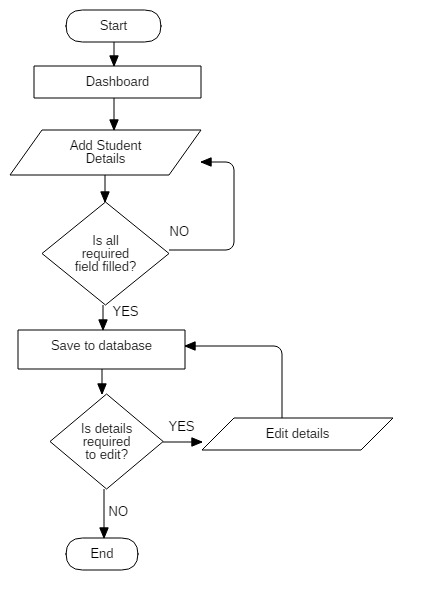 Start
Dashboard
Add Student
Details
NO
Is all
required
field filled?
YES
Save to database
Is details
required
to edit?
YES
Edit details
NO
End